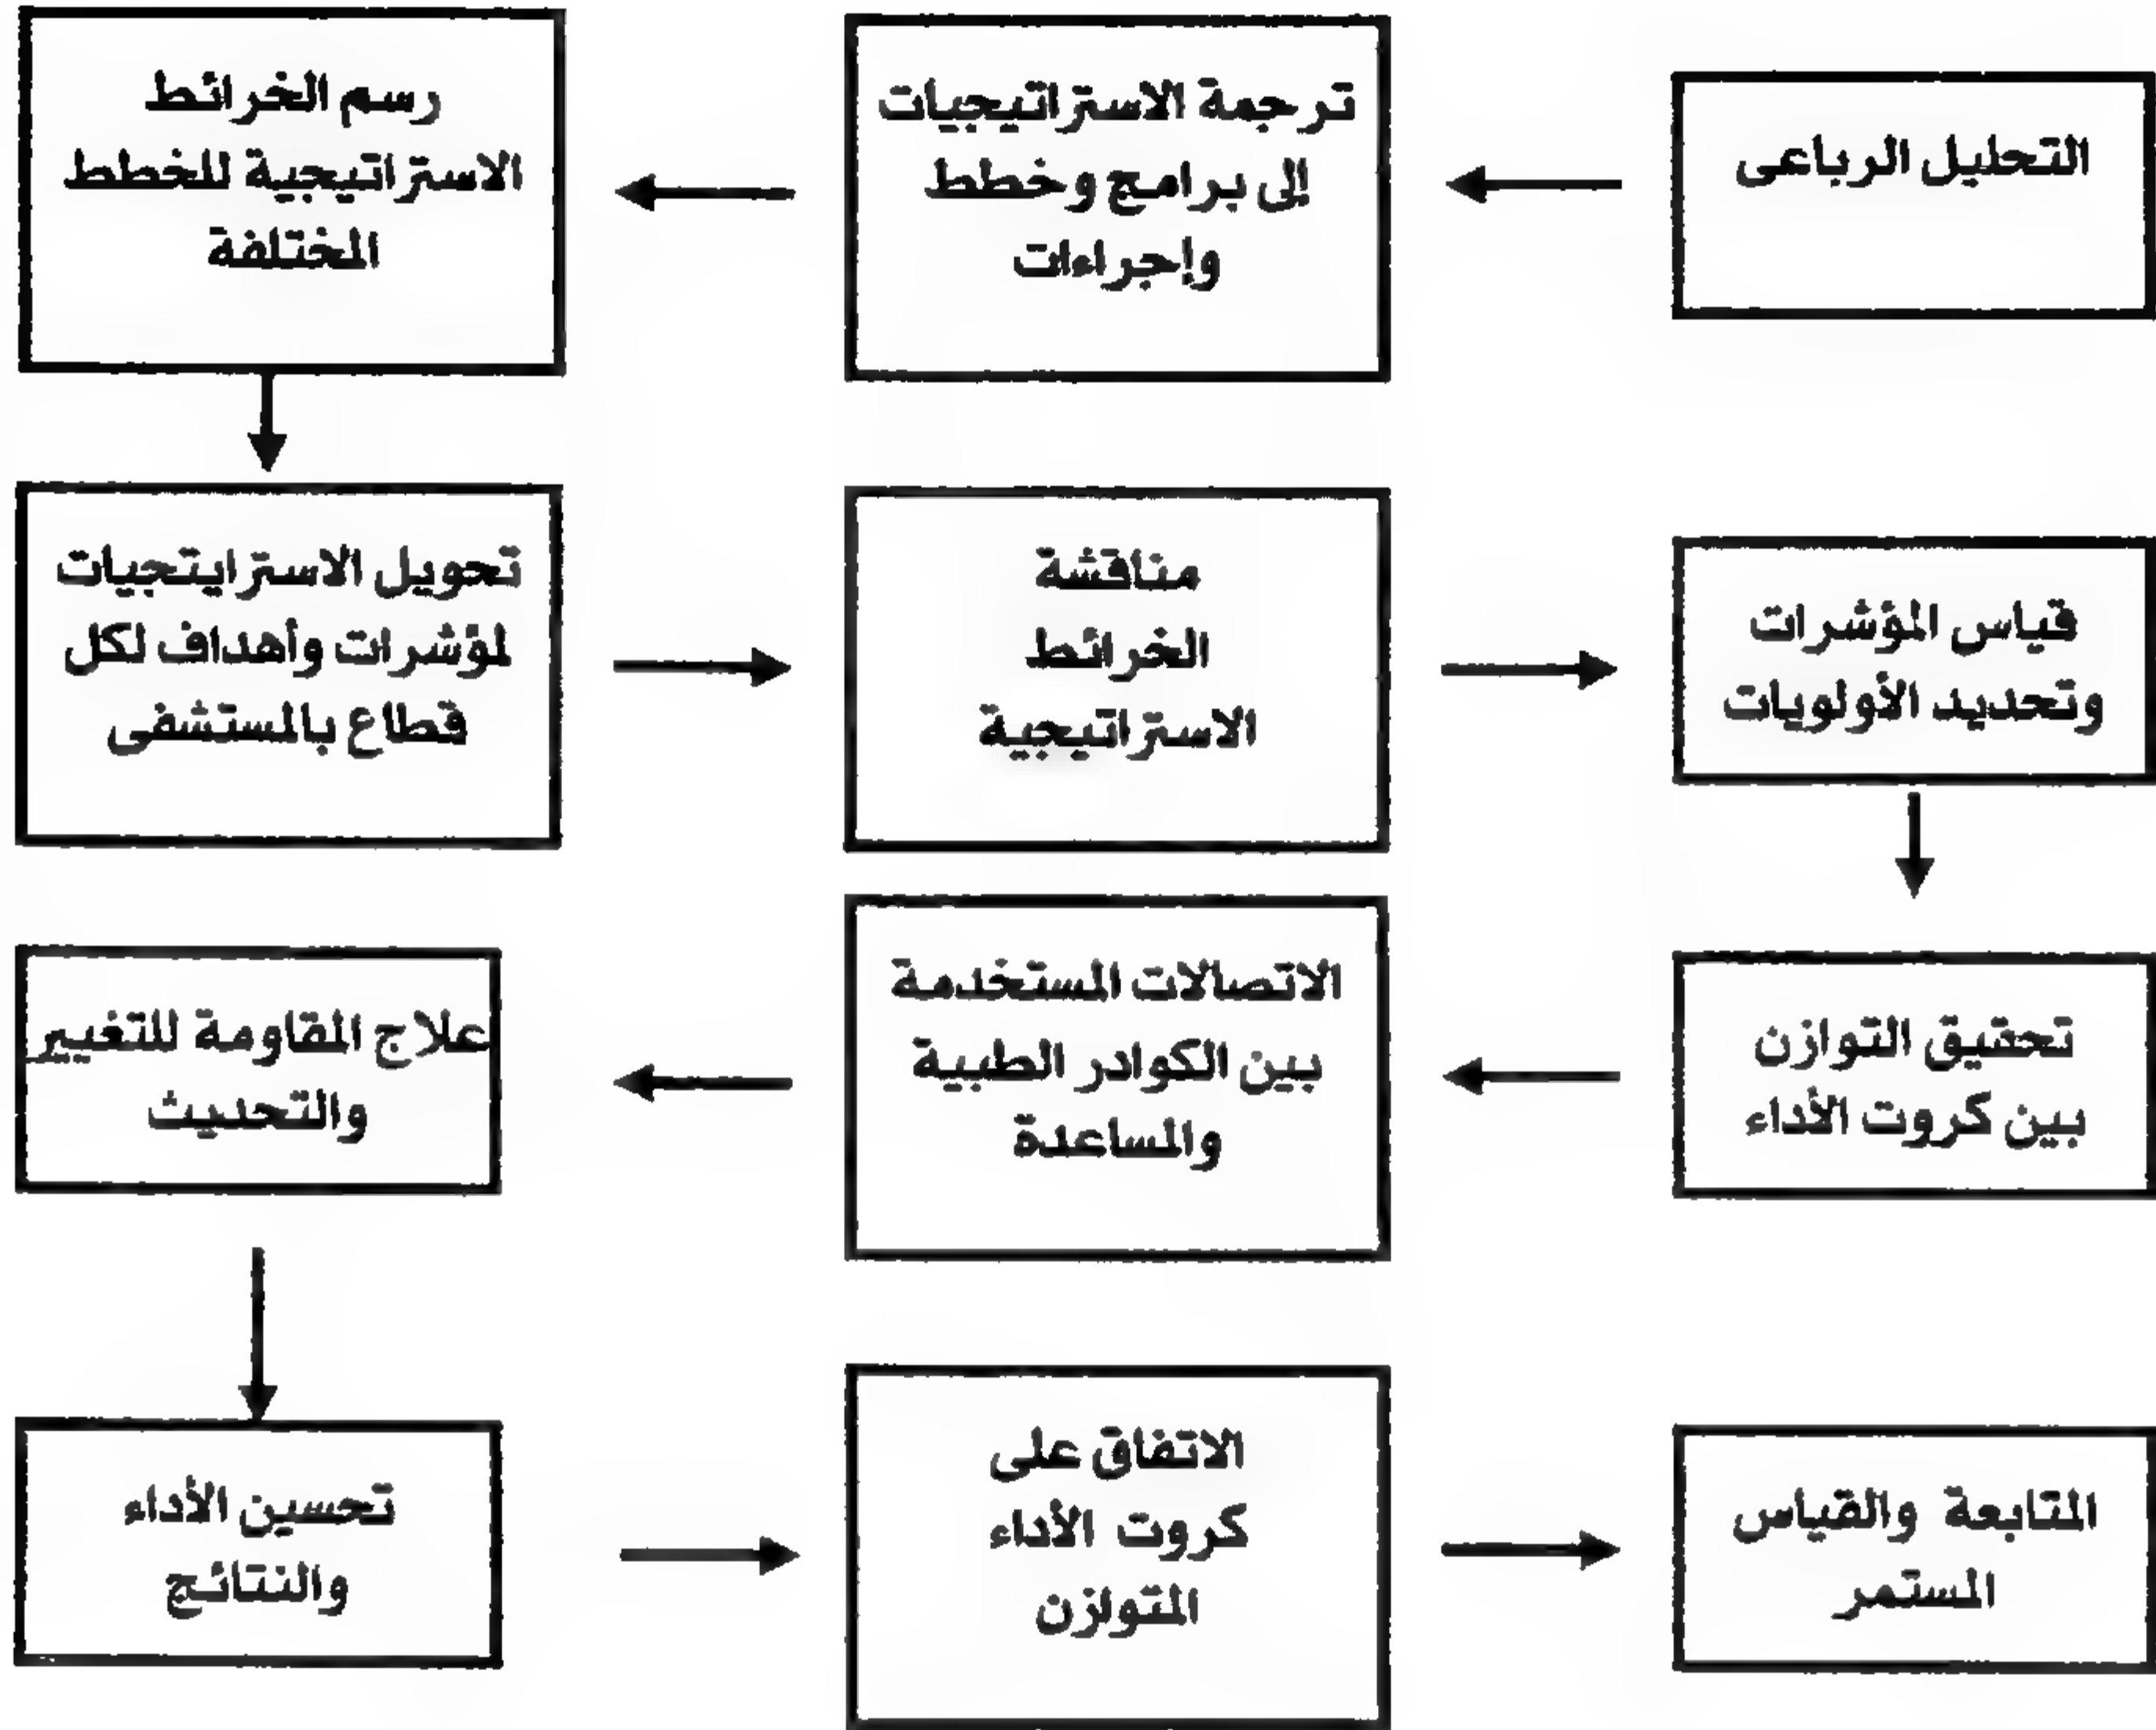 التحليل الرباعى
ترجمة الاستراتيجيات
إلى برامج وخطط
وإجراءات
رسم الخرائط
الاستراتيجية للخطط
المختلفة
تحويل الاسترايتجيات
لمؤشرات وأهداف لكل
قطاع بالمستشفى
مناقشة
الخرائط
الاستراتيجية
قياس المؤشرات
وتحديد الأولويات
تحقيق التوازن
بين كروت الأداء
الاتصالات المستخدمة
بين الكوادر الطبية
والمساعدة
علاج المقاومة للتغيير
والتحديث
تحسين الأداء
والنتائج
الاتفاق على
كروت الأداء
المتوازن
المتابعة والقياس
المستمر